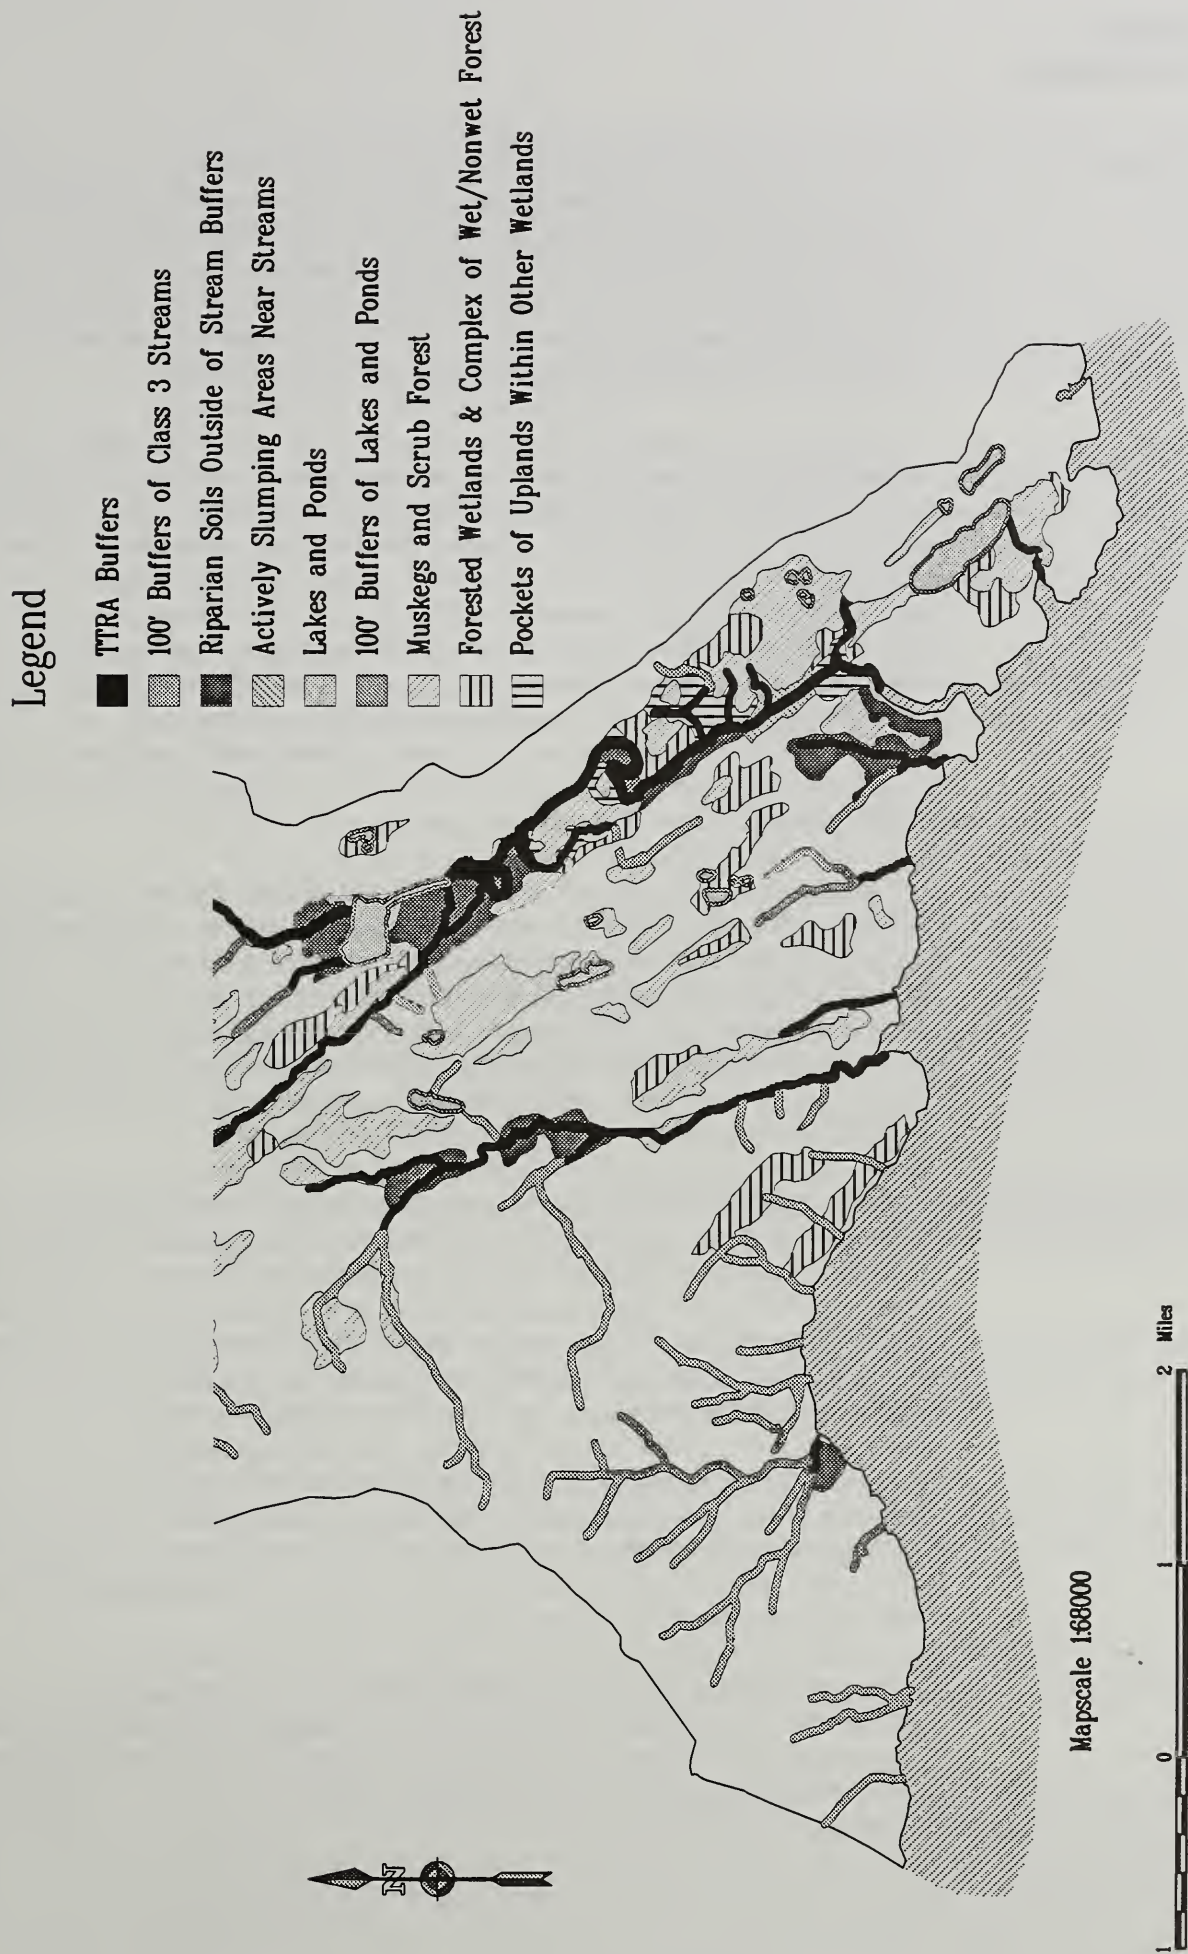 Legend
TTRA Buffers
100' Buffers of Class 3 Streams
Riparian Soils Outside of Stream Buffers
Actively Slumping Areas Near Streams
Lakes and Ponds
100' Buffers of Lakes and Ponds
Muskegs and Scrub Forest
Forested Wetlands & Complex of Wet/Nonwet Forest
Pockets of Uplands Within Other Wetlands
N
Mapscale 1:68000
1 0 1 2 Miles